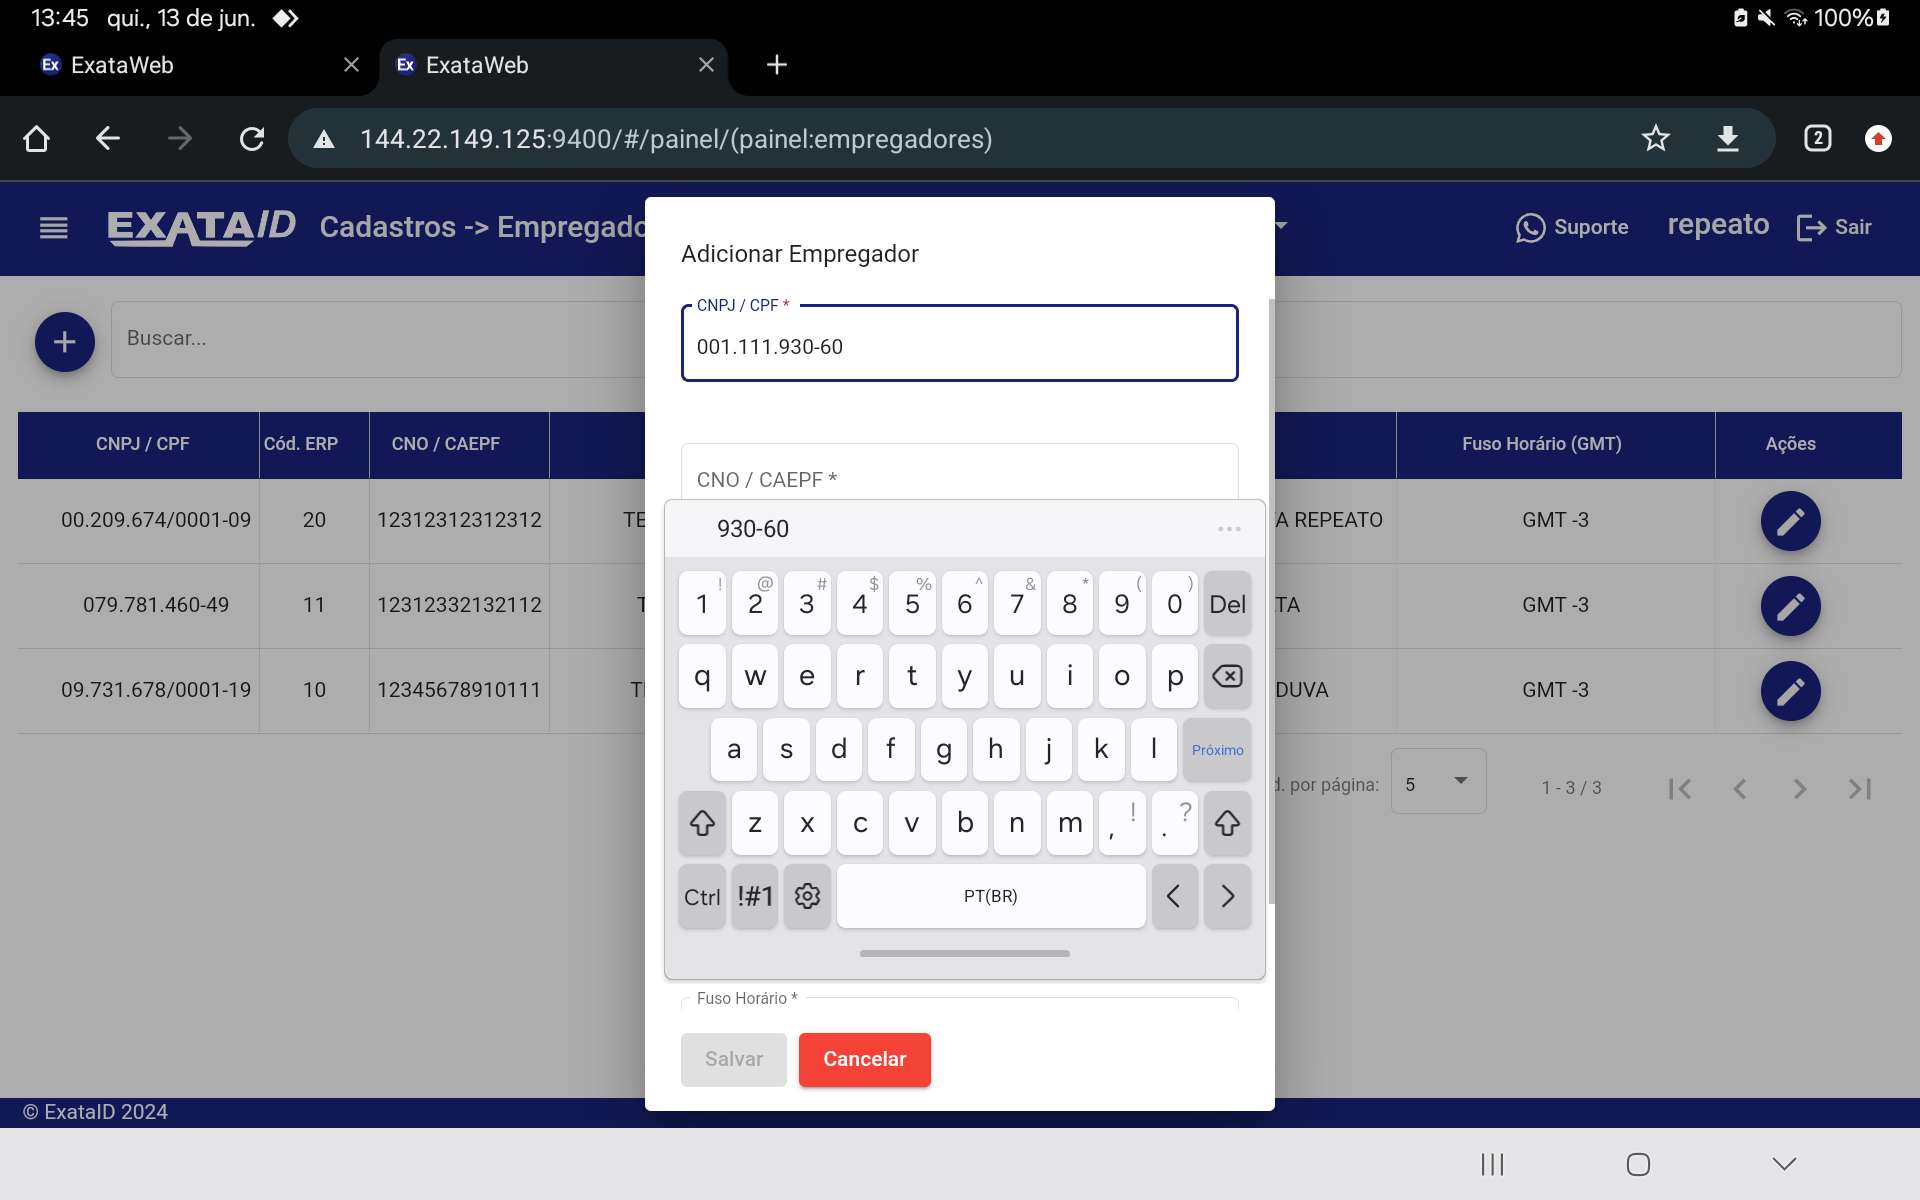 13:45 qui., 13 de jun. 100%
Ex ExataWeb Ex ExataWeb
144.22.149.125:9400/#/painel/(painel:empregadores) 2
EXATA/D Cadastros -> Empregado Suporte repeato Sair
Adicionar Empregador
CNPJ / CPF *
001.111.930-60
Buscar...
CNPJ / CPF Cód. ERP CNO / CAEPF Fuso Horário (GMT) Ações
CNO / CAEPF *
00.209.674/0001-09 20 12312312312312 TE A REPEATO GMT -3
079.781.460-49 11 12312332132112 T TA GMT -3
09.731.678/0001-19 10 12345678910111 DUVA GMT -3
. por página: 5 1 - 3 / 3
930-60 ...
! @ # $ % ^ & * ( )
1 2 3 4 5 6 7 8 9 0 Del
q w e r t y u i o p
a s d f g h j k l Próximo
z x c v b n m , ! . ?
Ctrl !#1 PT(BR) < >
Fuso Horário *
Salvar Cancelar
© ExataID 2024